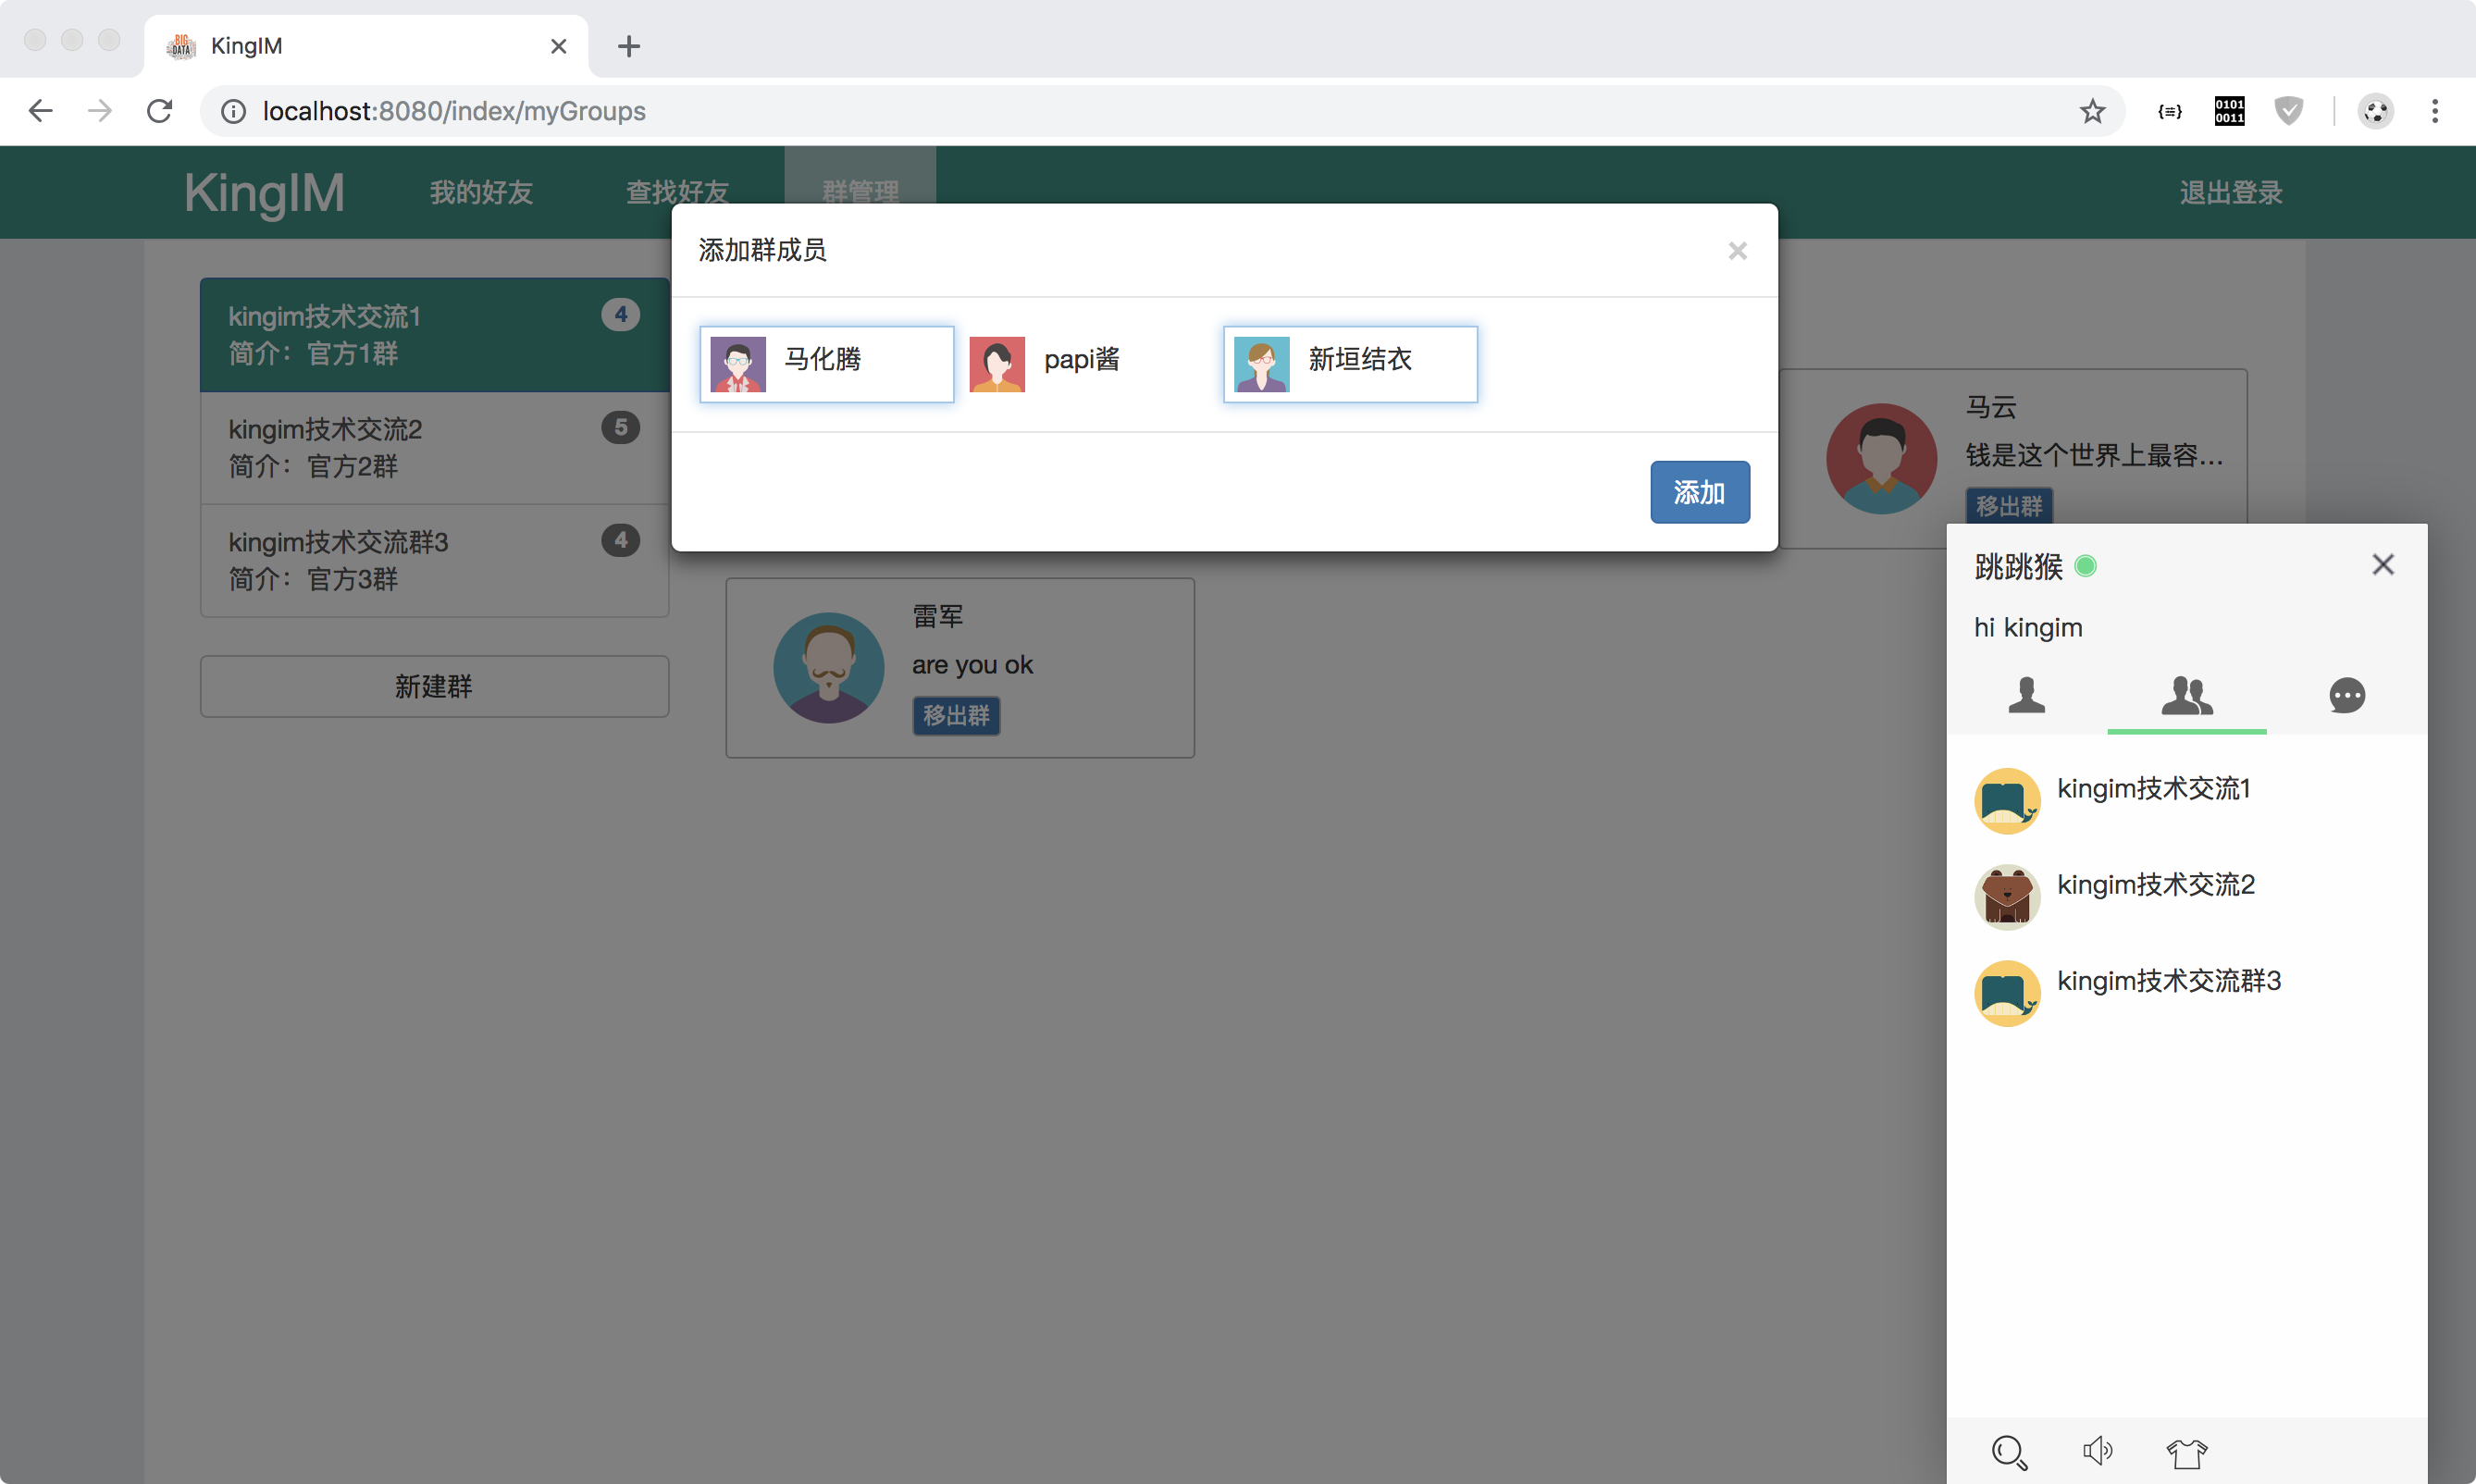 KingIM
localhost:8080/index/myGroups
0101
0011
BIG
DATA
KingIM
我的好友
查找好友
群管理
退出登录
添加群成员
马化腾
papi酱
新垣结衣
添加
kingim技术交流1
4
简介：官方1群
kingim技术交流2
5
简介：官方2群
kingim技术交流群3
4
简介：官方3群
新建群
马云
钱是这个世界上最容...
移出群
雷军
are you ok
移出群
跳跳猴
hi kingim
kingim技术交流1
kingim技术交流2
kingim技术交流群3